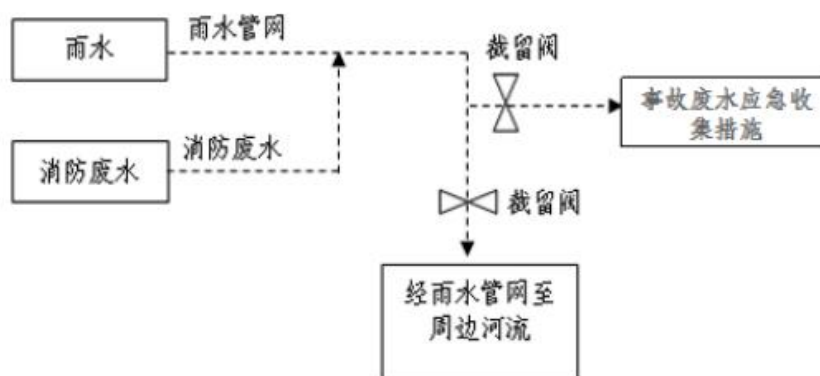 雨水
雨水管网
截留阀
事故废水应急收
集措施
消防废水
消防废水
截留阀
经雨水管网至
周边河流